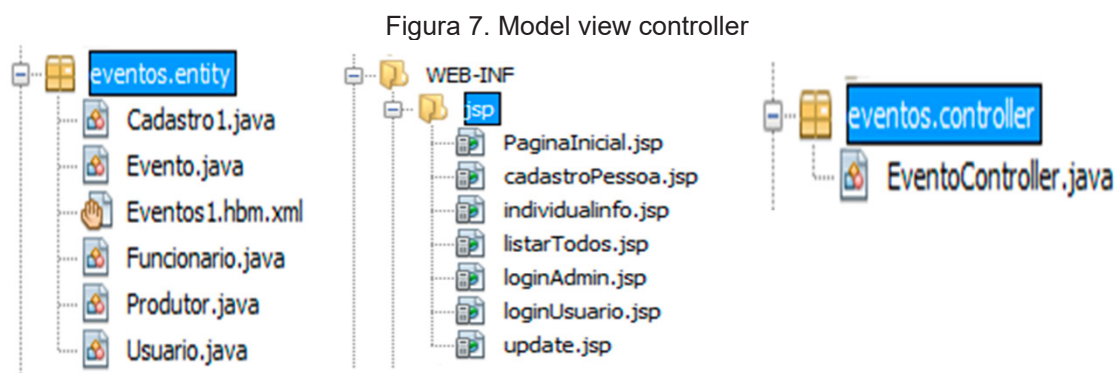 Figura 7. Model view controller
eventos.entity
Cadastro1.java
Evento.java
Eventos1.hbm.xml
Funcionario.java
Produtor.java
Usuario.java
WEB-INF
jsp
PaginaInicial.jsp
cadastroPessoa.jsp
individualinfo.jsp
listarTodos.jsp
loginAdmin.jsp
loginUsuario.jsp
update.jsp
eventos.controller
EventoController.java